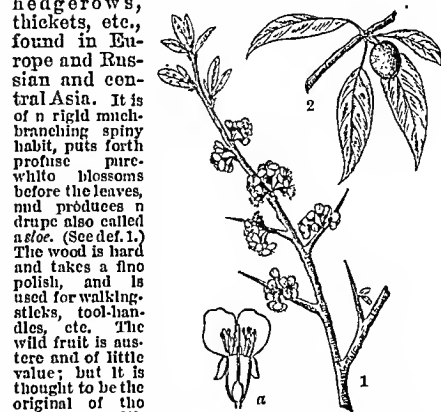 hedgerows,
thickets, etc.,
found in Eu-
rope and Rus-
sian and cen-
tral Asia. It is
of a rigid much-
branching spiny
habit, puts forth
profuse pure-
white blossoms
before the leaves,
and produces a
drupe also called
a sloe. (See def. 1.)
The wood is hard
and takes a fine
polish, and is
used for walking-
sticks, tool-han-
dles, etc. The
wild fruit is aus-
tere and of little
value; but it is
thought to be the
original of the
2
1
a